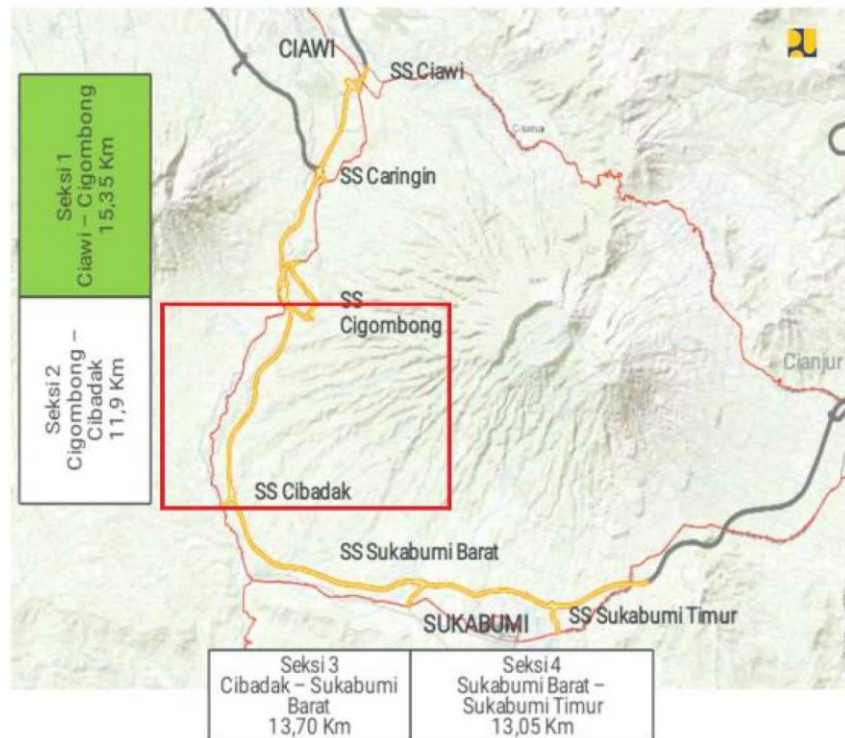 CIAWI
SS Ciawi
SS Caringin
Seksi 1
Ciawi – Cigombong
15,35 Km
SS
Cigombong
Cianjur
Seksi 2
Cigombong –
Cibadak
11,9 Km
SS Cibadak
SS Sukabumi Barat
SUKABUMI
SS Sukabumi Timur
Seksi 3
Cibadak – Sukabumi
Barat
13,70 Km
Seksi 4
Sukabumi Barat –
Sukabumi Timur
13,05 Km